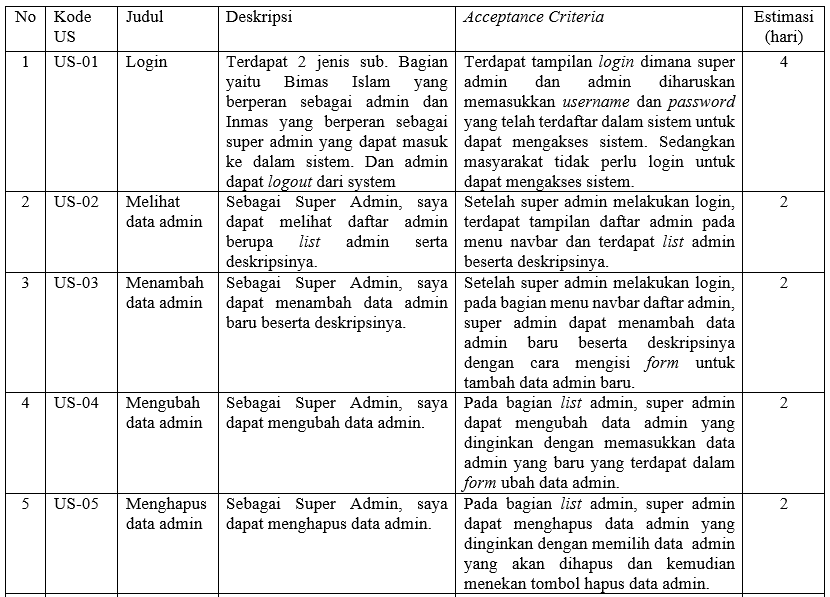 No Kode US Judul Deskripsi Acceptance Criteria Estimasi (hari)
1 US-01 Login
Terdapat 2 jenis sub. Bagian
yaitu Bimas Islam yang
berperan sebagai admin dan
Inmas yang berperan sebagai
super admin yang dapat masuk
ke dalam sistem. Dan admin
dapat logout dari system
Terdapat tampilan login dimana super
admin dan admin diharuskan
memasukkan username dan password
yang telah terdaftar dalam sistem untuk
dapat mengakses sistem. Sedangkan
masyarakat tidak perlu login untuk
dapat mengakses sistem.
4
2 US-02 Melihat
data admin
Sebagai Super Admin, saya
dapat melihat daftar admin
berupa list admin serta
deskripsinya.
Setelah super admin melakukan login,
terdapat tampilan daftar admin pada
menu navbar dan terdapat list admin
beserta deskripsinya.
2
3 US-03 Menambah
data admin
Sebagai Super Admin, saya
dapat menambah data admin
baru beserta deskripsinya.
Setelah super admin melakukan login,
pada bagian menu navbar daftar admin,
super admin dapat menambah data
admin baru beserta deskripsinya
dengan cara mengisi form untuk
tambah data admin baru.
2
4 US-04 Mengubah
data admin
Sebagai Super Admin, saya
dapat mengubah data admin.
Pada bagian list admin, super admin
dapat mengubah data admin yang
dinginkan dengan memasukkan data
admin yang baru yang terdapat dalam
form ubah data admin.
2
5 US-05 Menghapus
data admin
Sebagai Super Admin, saya
dapat menghapus data admin.
Pada bagian list admin, super admin
dapat menghapus data admin yang
dinginkan dengan memilih data admin
yang akan dihapus dan kemudian
menekan tombol hapus data admin.
2